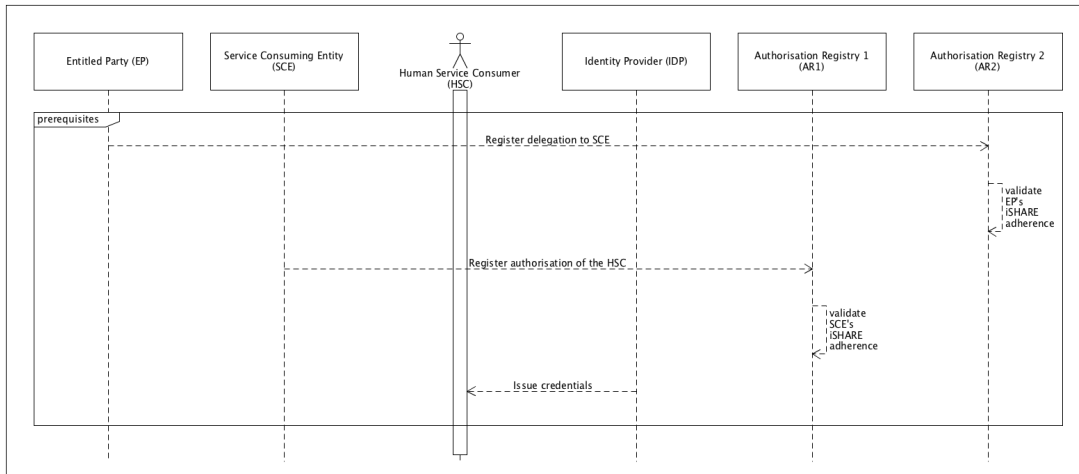 Entitled Party (EP)
Service Consuming Entity
(SCE)
Human Service Consumer
(HSC)
Identity Provider (IDP)
Authorisation Registry 1
(AR1)
Authorisation Registry 2
(AR2)
prerequisites
Register delegation to SCE
validate
EP's
iSHARE
adherence
Register authorisation of the HSC
validate
SCE's
iSHARE
adherence
Issue credentials